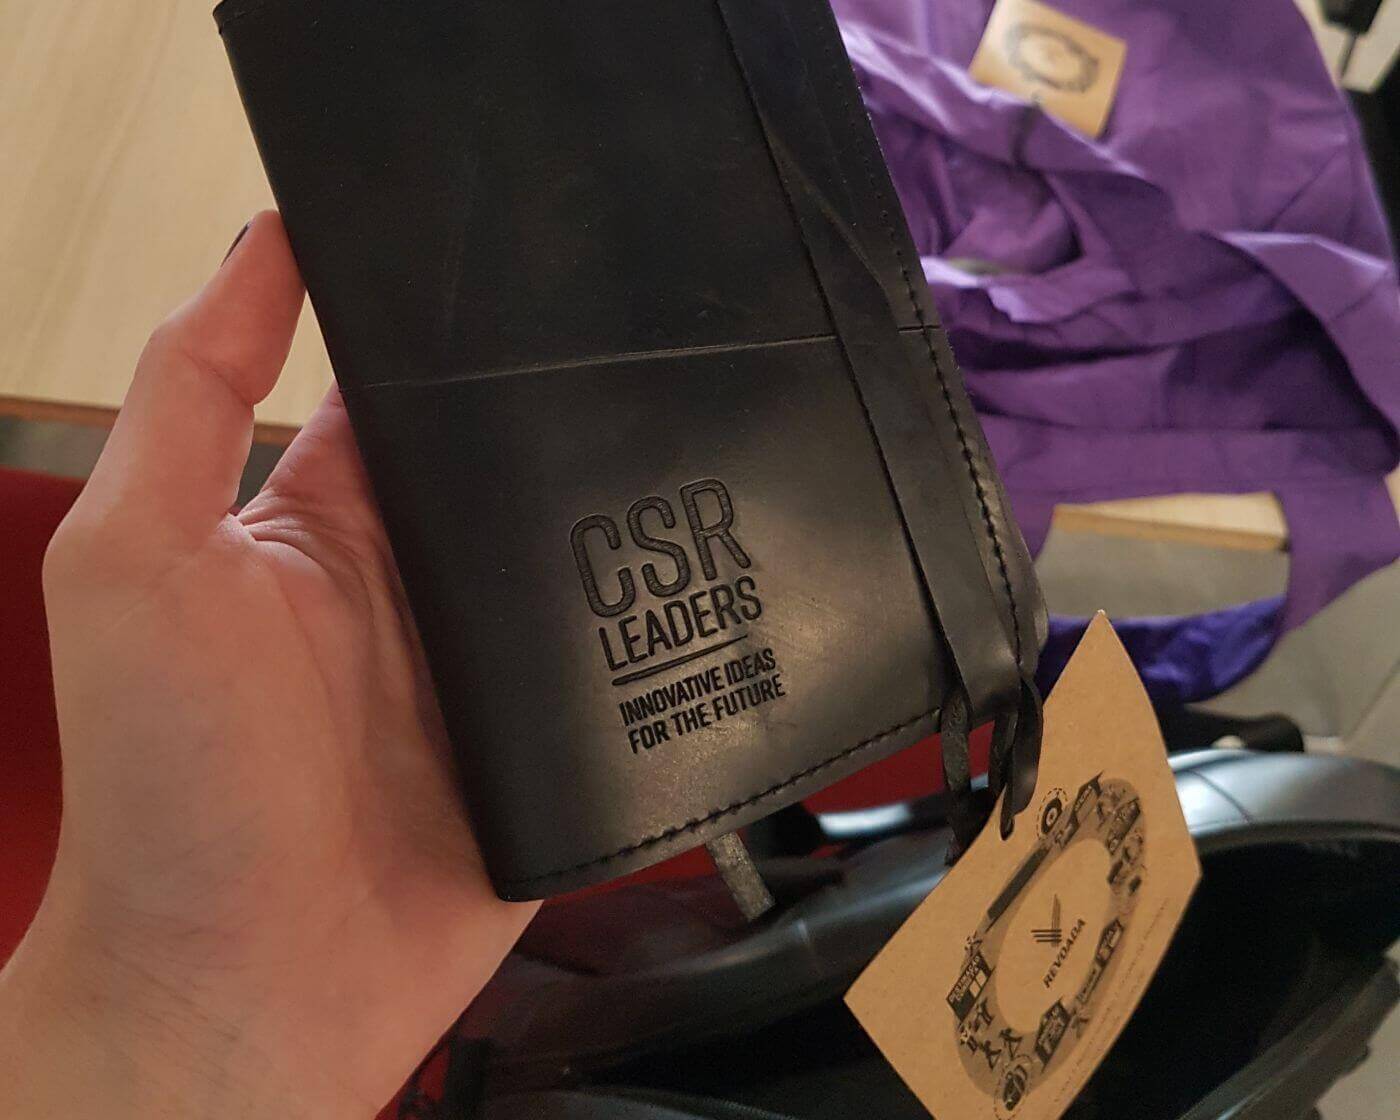 CSR
LEADERS
INNOVATIVE IDEAS
FOR THE FUTURE
REVOADA